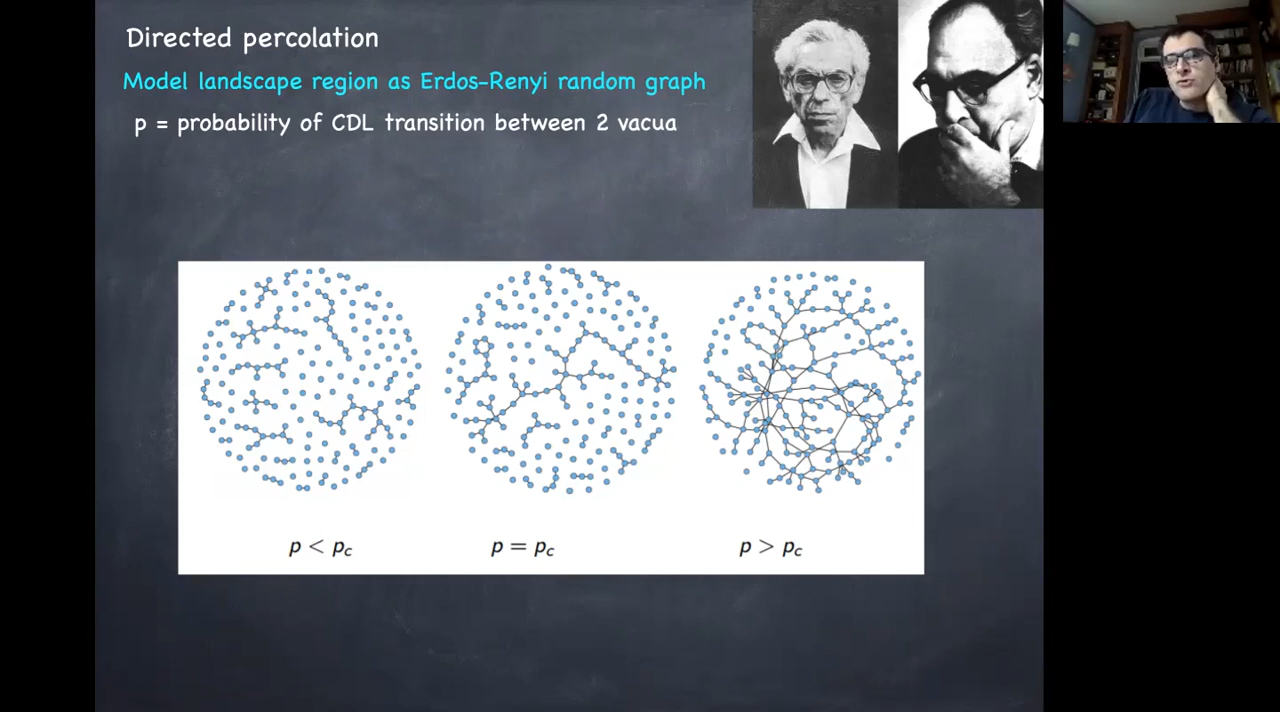 Directed percolation
Model landscape region as Erdos-Renyi random graph
p = probability of CDL transition between 2 vacua
p < pc
p = pc
p > pc